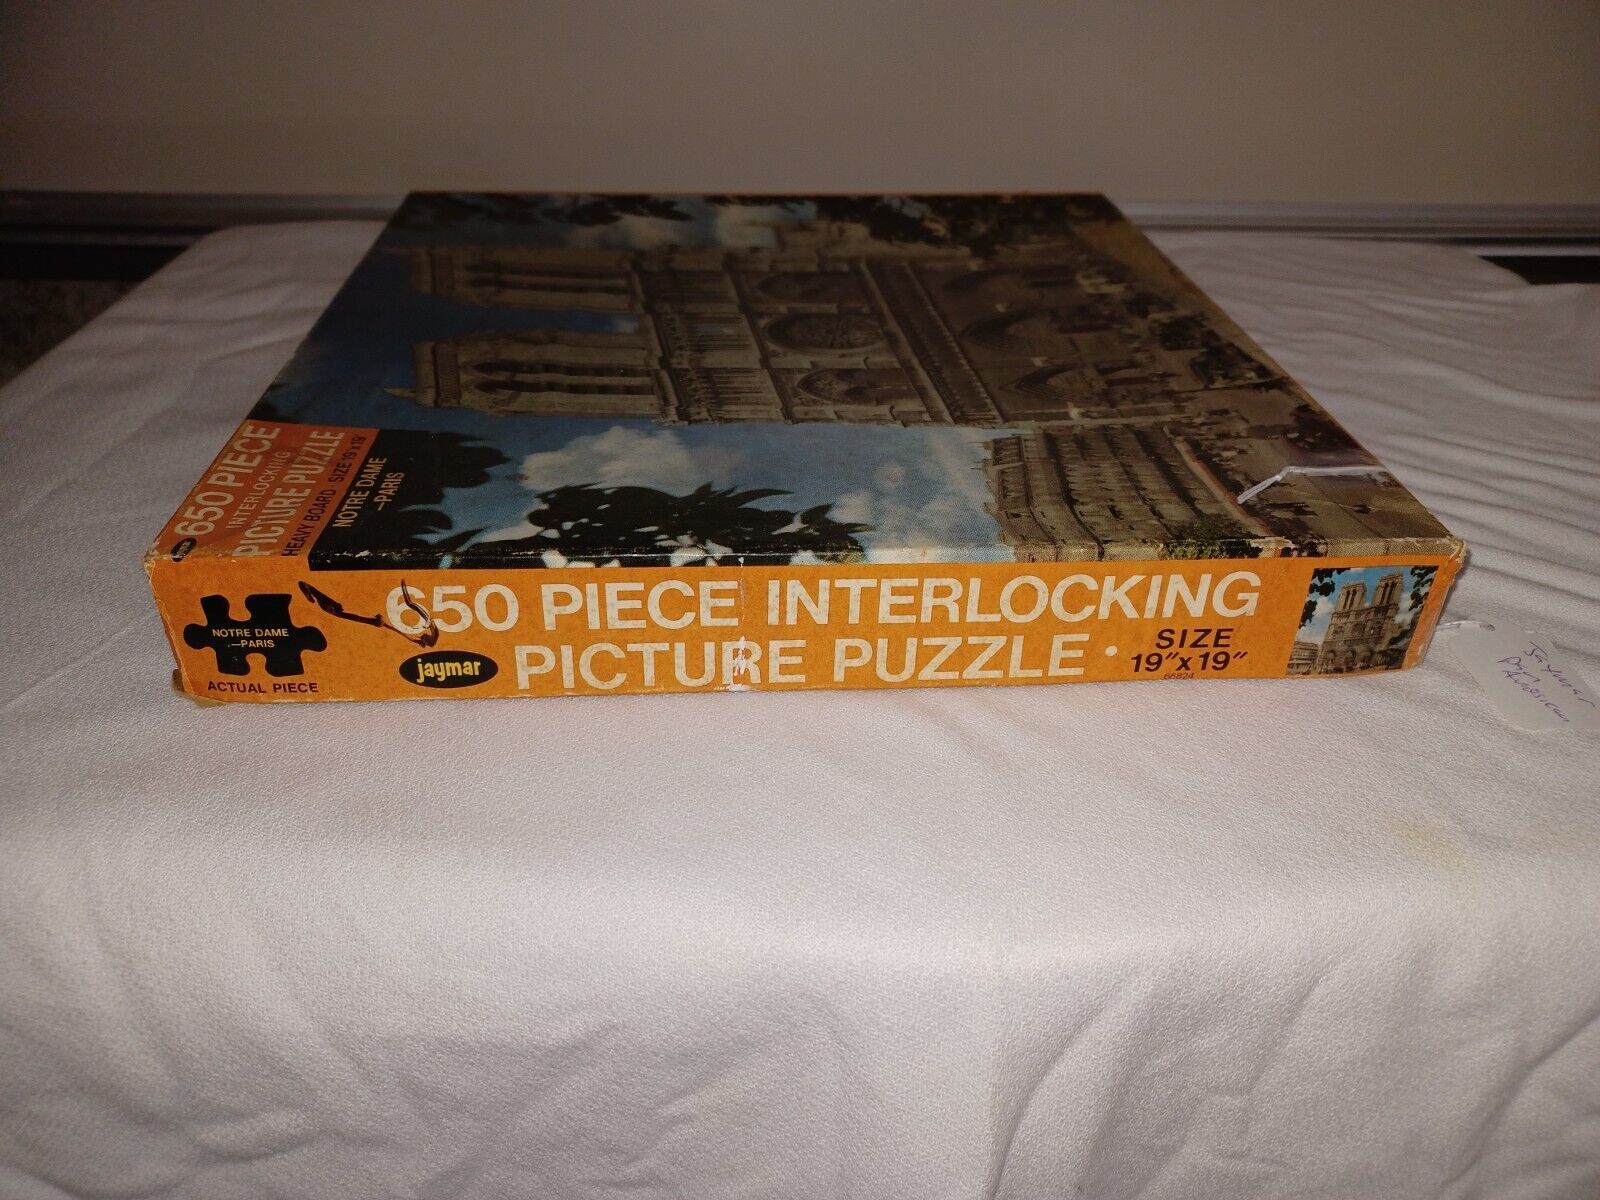 650 PIECE
INTERLOCKING
PICTURE PUZZLE
HEAVY BOARD SIZE 19"x19"
NOTRE DAME
—PARIS
NOTRE DAME
—PARIS
ACTUAL PIECE
jaymar
650 PIECE INTERLOCKING
PICTURE PUZZLE •
SIZE
19"x19"
66824